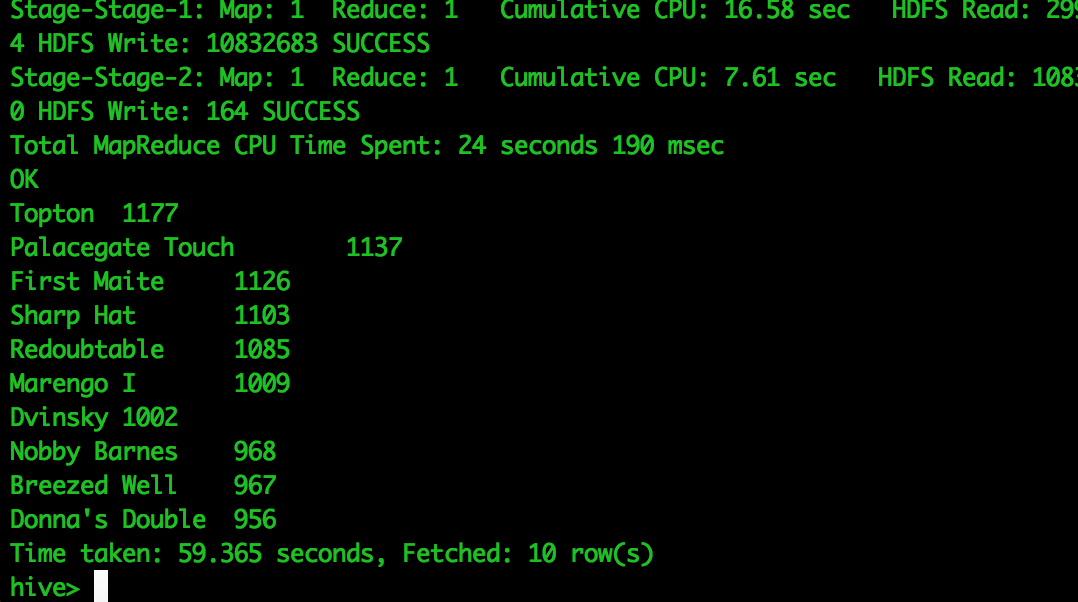 Stage-Stage-1: Map: 1  Reduce: 1   Cumulative CPU: 16.58 sec   HDFS Read: 299
4 HDFS Write: 10832683 SUCCESS
Stage-Stage-2: Map: 1  Reduce: 1   Cumulative CPU: 7.61 sec   HDFS Read: 1083
0 HDFS Write: 164 SUCCESS
Total MapReduce CPU Time Spent: 24 seconds 190 msec
OK
Topton  1177
Palacegate Touch        1137
First Maite     1126
Sharp Hat       1103
Redoubtable     1085
Marengo I       1009
Dvinsky 1002
Nobby Barnes    968
Breezed Well    967
Donna's Double  956
Time taken: 59.365 seconds, Fetched: 10 row(s)
hive>